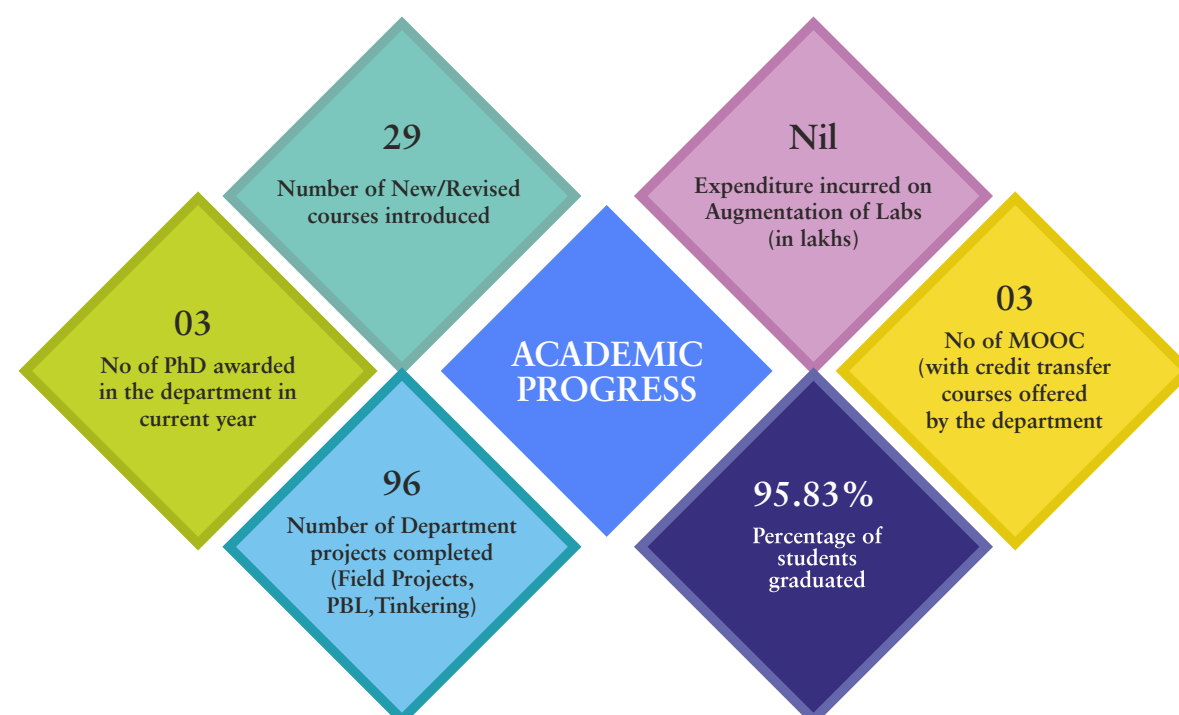 29
Number of New/Revised
courses introduced
Nil
Expenditure incurred on
Augmentation of Labs
(in lakhs)
03
No of PhD awarded
in the department in
current year
ACADEMIC
PROGRESS
03
No of MOOC
(with credit transfer
courses offered
by the department
96
Number of Department
projects completed
(Field Projects,
PBL,Tinkering)
95.83%
Percentage of
students
graduated